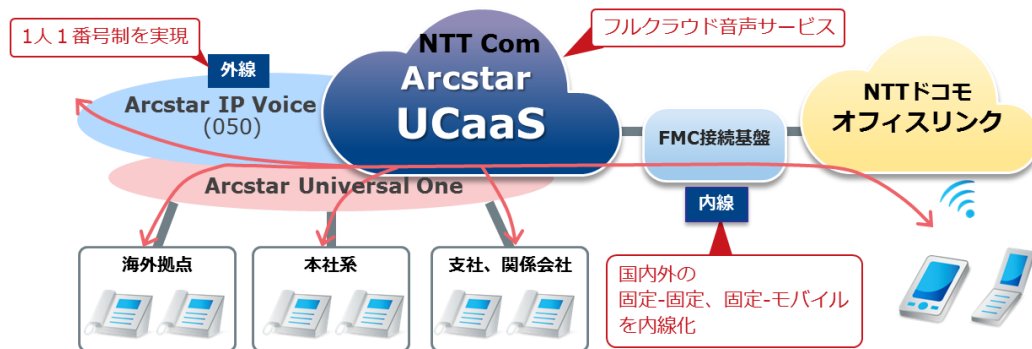 1人１番号制を実現
外線
Arcstar IP Voice
(050)
NTT Com
Arcstar
UCaaS
フルクラウド音声サービス
NTTドコモ
オフィスリンク
FMC接続基盤
Arcstar Universal One
内線
海外拠点
本社系
支社、関係会社
国内外の
固定-固定、固定-モバイル
を内線化